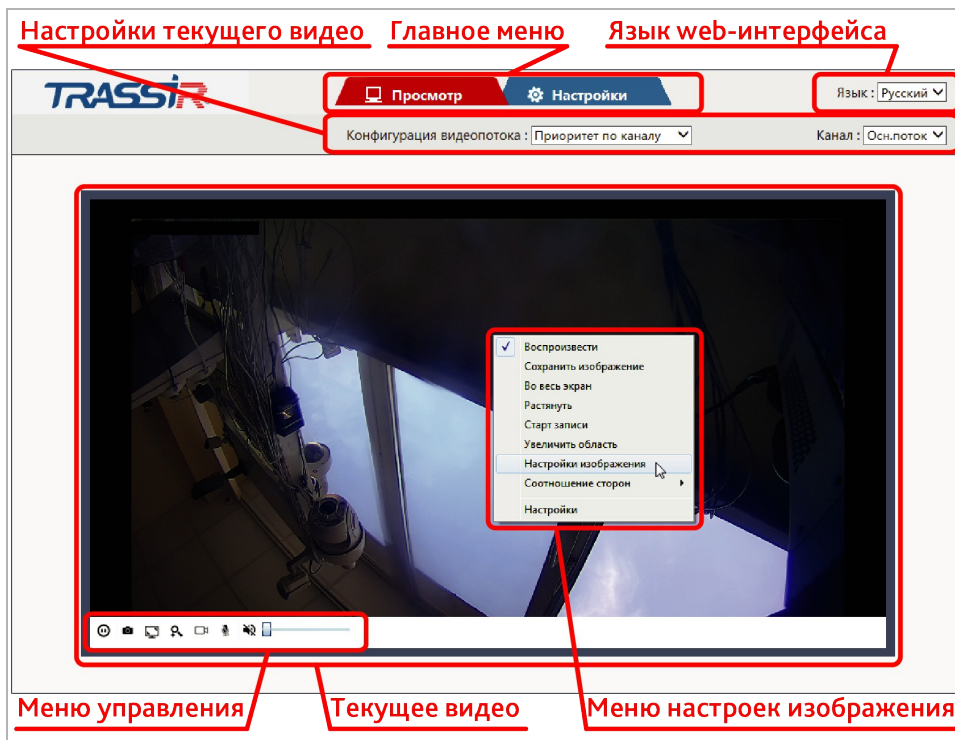 Настройки текущего видео Главное меню Язык web-интерфейса
TRASSIR Просмотр Настройки Язык : Русский
Конфигурация видеопотока : Приоритет по каналу Канал : Осн.поток
Воспроизвести
Сохранить изображение
Во весь экран
Растянуть
Старт записи
Увеличить область
Настройки изображения
Соотношение сторон
Настройки
Меню управления Текущее видео Меню настроек изображения